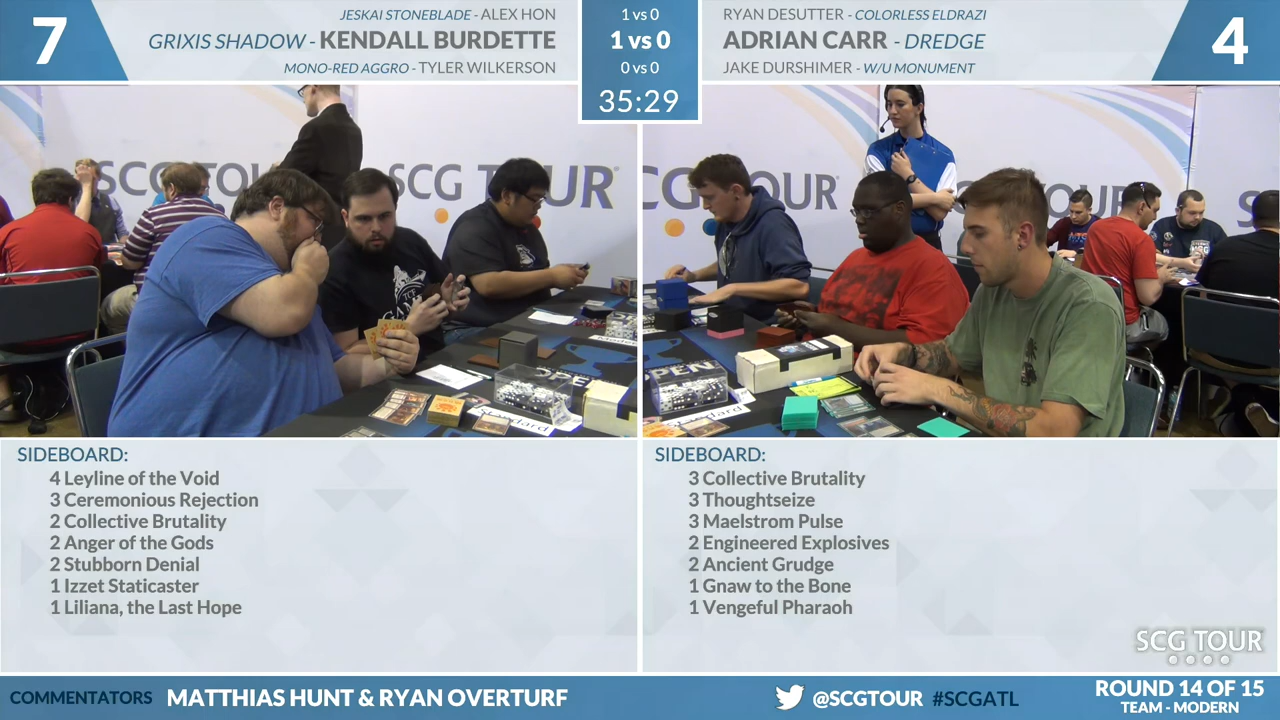 7
JESKAI STONEBLADE - ALEX HON
GRIXIS SHADOW - KENDALL BURDETTE
MONO-RED AGGRO - TYLER WILKERSON
1 vs 0
1 vs 0
0 vs 0
35:29
RYAN DESUTTER - COLORLESS ELDRAZI
ADRIAN CARR - DREDGE
JAKE DURSHIMER - W/U MONUMENT
4
SCG TOU
SCG TOUR
CG TOUR
TOUR
S
OPEN
Standard
SIDEBOARD:
4 Leyline of the Void
3 Ceremonious Rejection
2 Collective Brutality
2 Anger of the Gods
2 Stubborn Denial
1 Izzet Staticaster
1 Liliana, the Last Hope
SIDEBOARD:
3 Collective Brutality
3 Thoughtseize
3 Maelstrom Pulse
2 Engineered Explosives
2 Ancient Grudge
1 Gnaw to the Bone
1 Vengeful Pharaoh
SCG TOUR
COMMENTATORS MATTHIAS HUNT & RYAN OVERTURF
@SCGTOUR #SCGATL
ROUND 14 OF 15
TEAM - MODERN